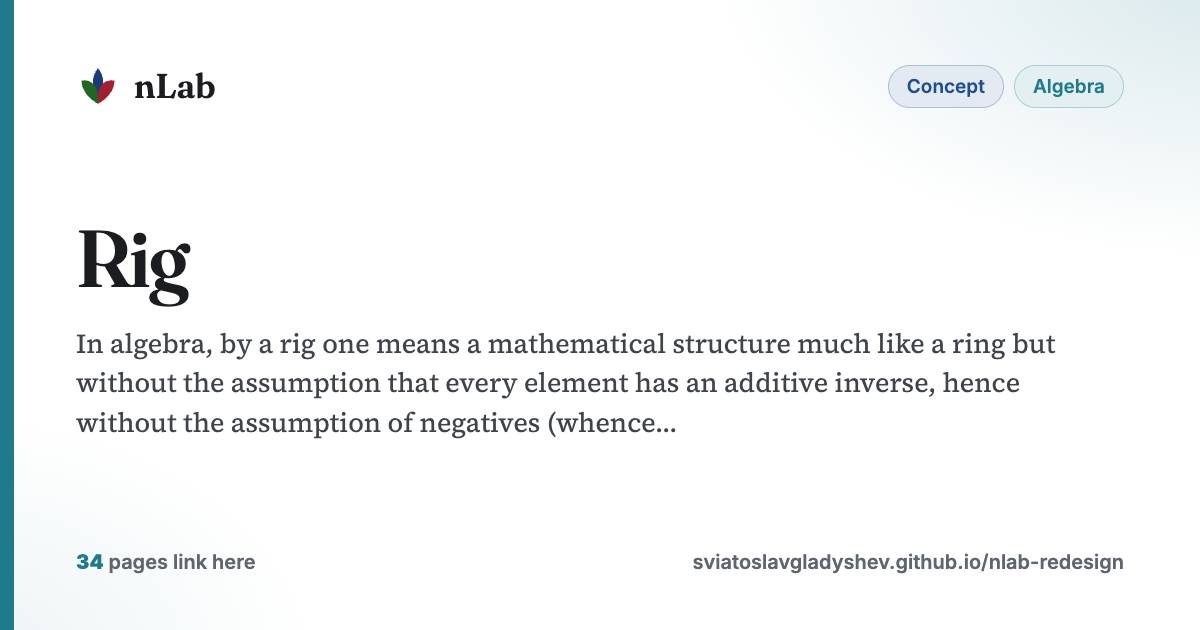 nLab
Concept
Algebra
Rig
In algebra, by a rig one means a mathematical structure much like a ring but
without the assumption that every element has an additive inverse, hence
without the assumption of negatives (whence...
34 pages link here
sviatoslavgladyshev.github.io/nlab-redesign